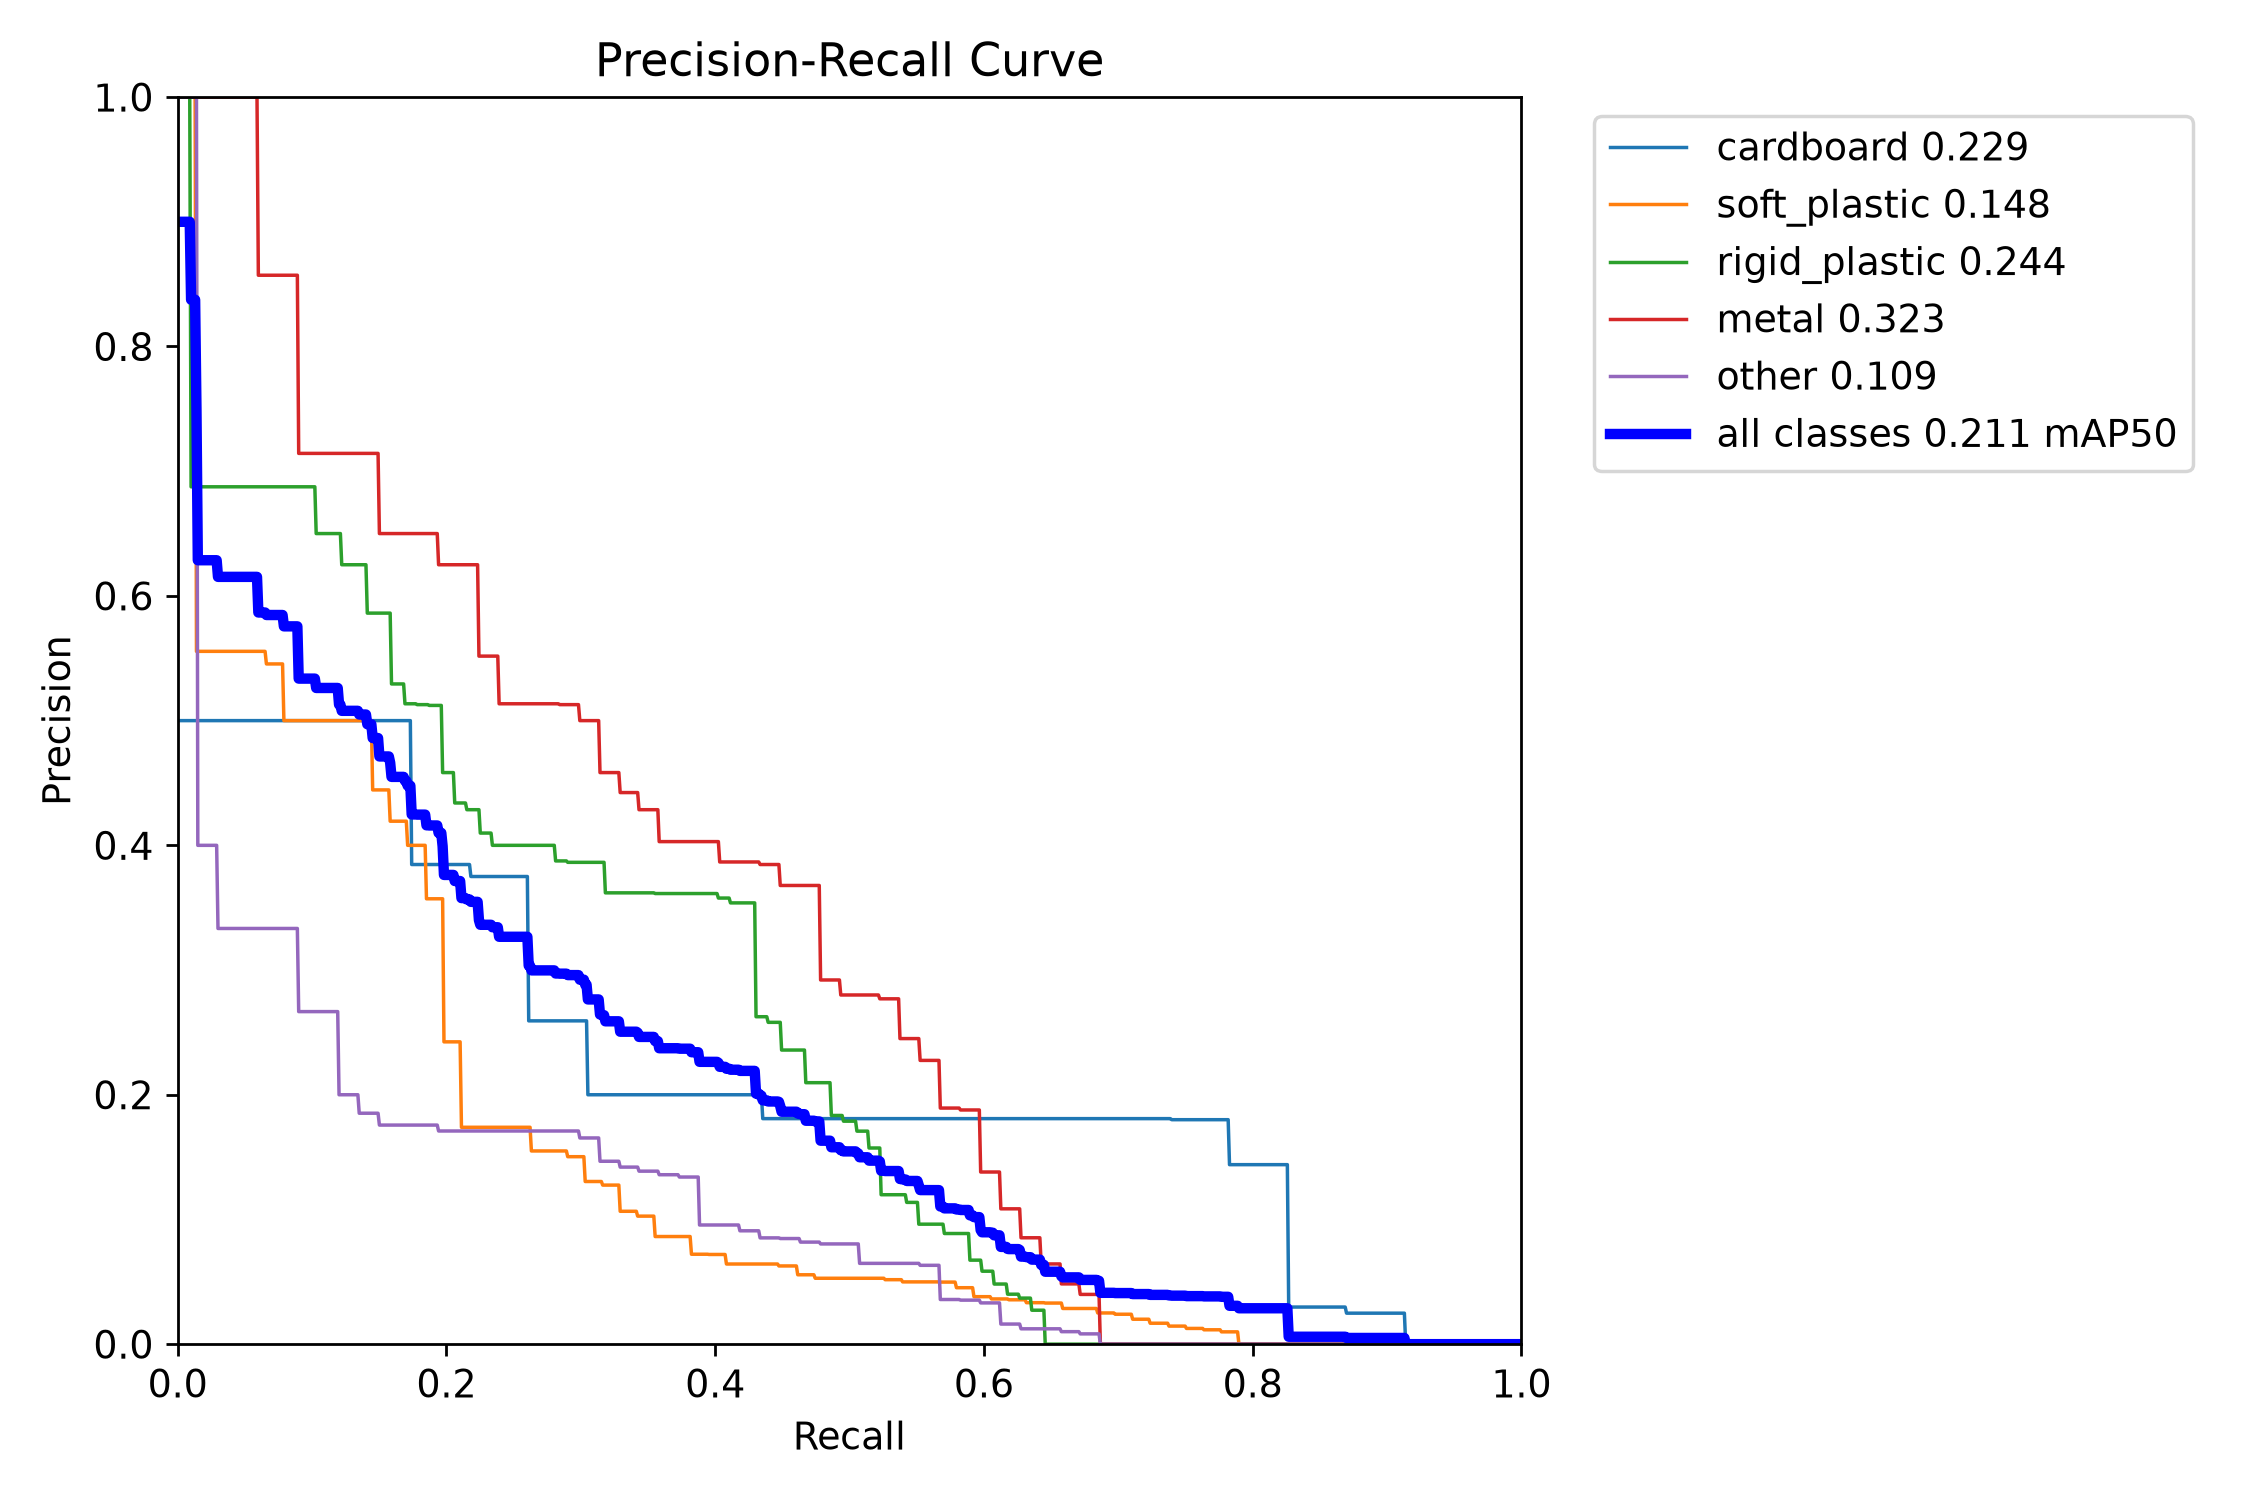 Precision-Recall Curve
1.0
0.8
0.6
0.4
0.2
0.0
Precision
0.0 0.2 0.4 0.6 0.8 1.0
Recall
cardboard 0.229
soft_plastic 0.148
rigid_plastic 0.244
metal 0.323
other 0.109
all classes 0.211 mAP50